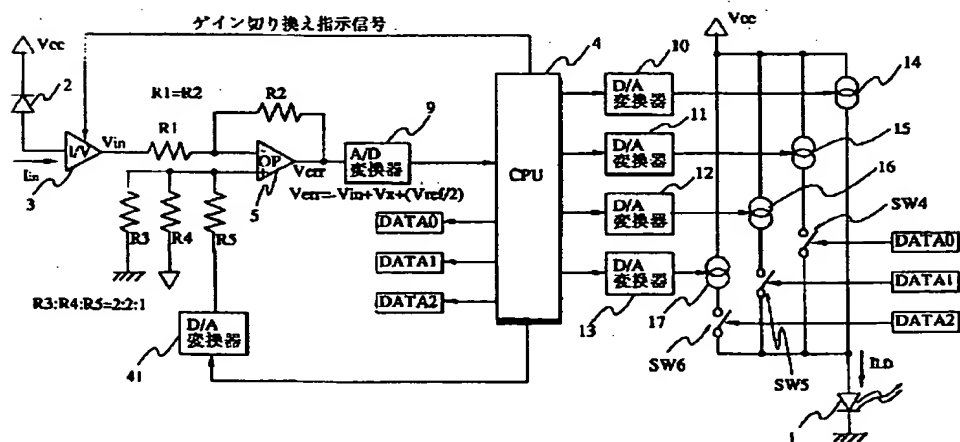 ゲイン切り換え指示信号
Vcc
2
I/V
Iin
3
Vin
R1=R2
R1
R2
OP
5
Verr
9
A/D
変換器
Verr=-Vin+Vx+(Vref/2)
R3
R4
R5
R3:R4:R5=2:2:1
D/A
変換器
41
DATA0
DATA1
DATA2
4
CPU
10
D/A
変換器
11
D/A
変換器
12
D/A
変換器
D/A
変換器
13
Vcc
14
15
16
17
SW4
SW5
SW6
DATA0
DATA1
DATA2
ILD
1